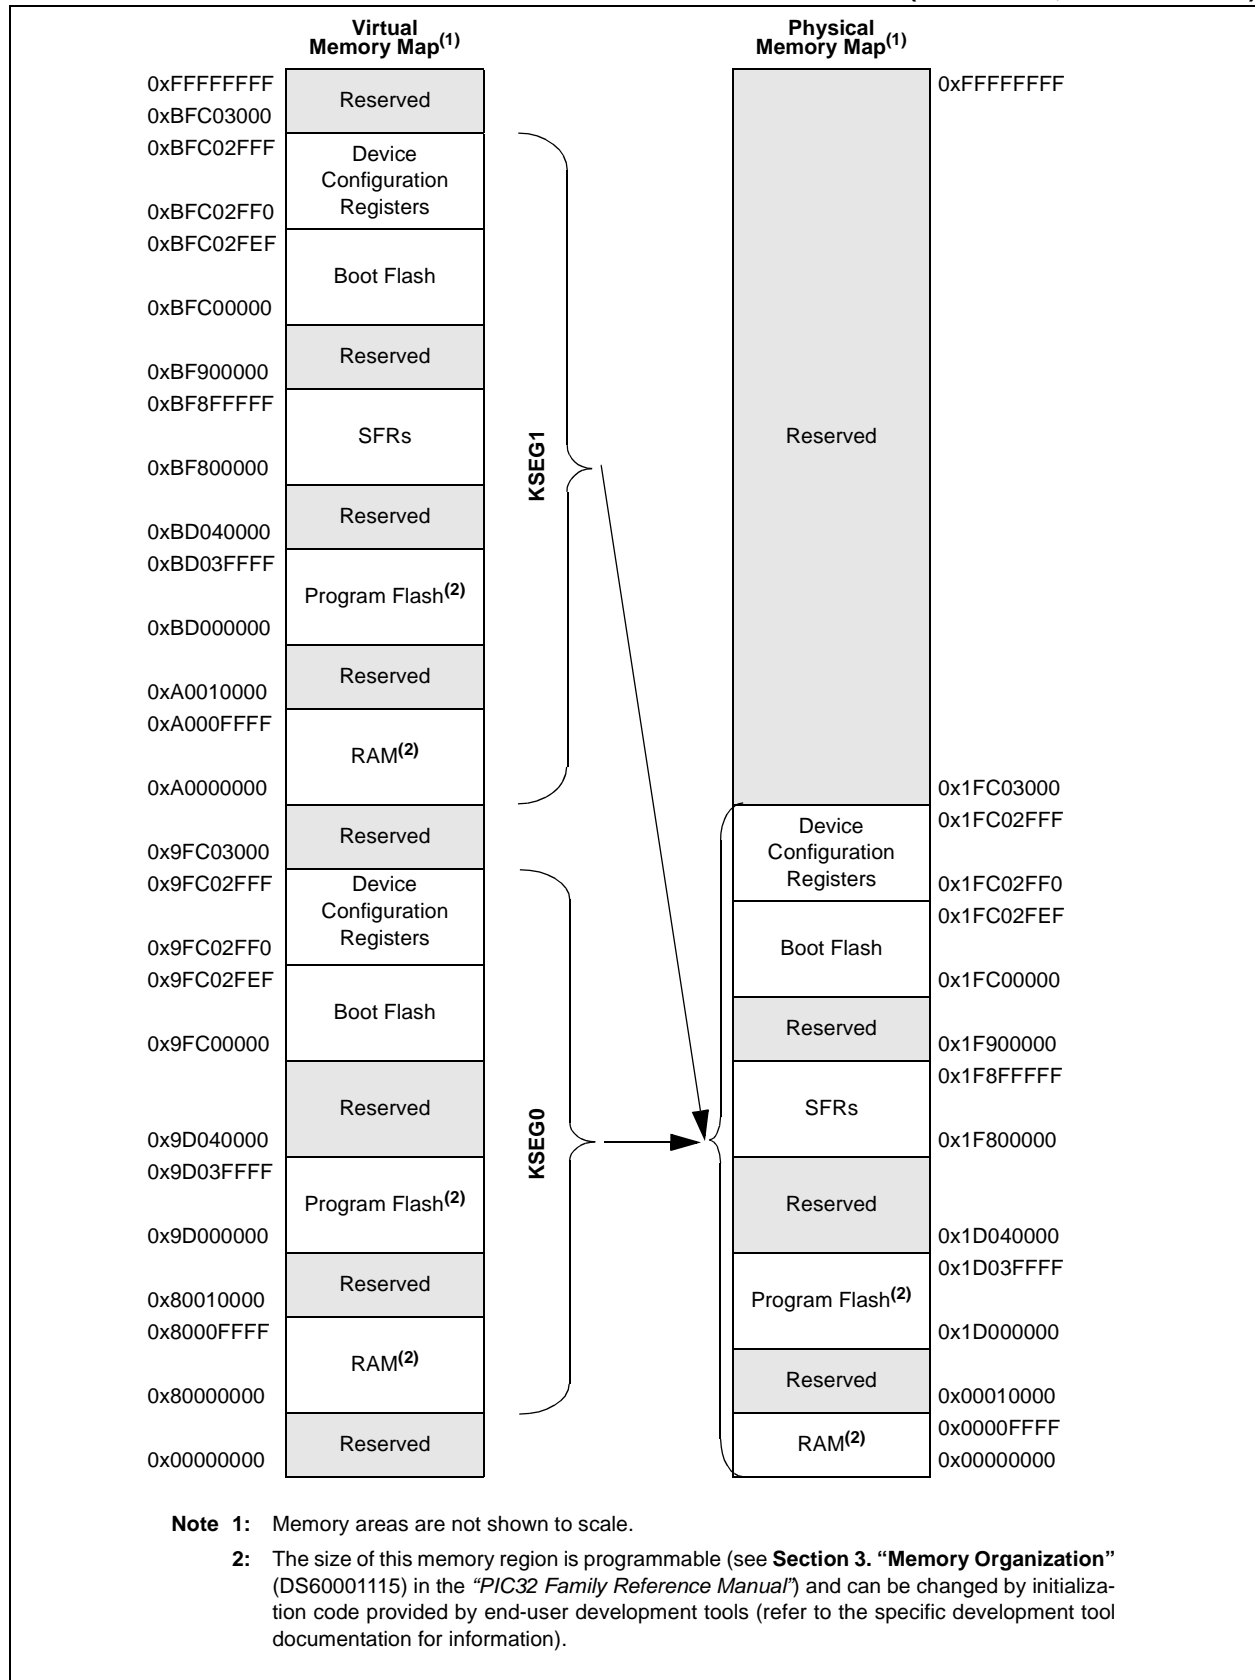 Virtual
Memory Map(1)
0xFFFFFFFF
Reserved
0xBFC03000
0xBFC02FFF
Device
Configuration
Registers
0xBFC02FF0
0xBFC02FEF
Boot Flash
0xBFC00000
Reserved
0xBF900000
0xBF8FFFFF
SFRs
0xBF800000
Reserved
0xBD040000
0xBD03FFFF
Program Flash(2)
0xBD000000
Reserved
0xA0010000
0xA000FFFF
RAM(2)
0xA0000000
Reserved
0x9FC03000
0x9FC02FFF
Device
Configuration
Registers
0x9FC02FF0
0x9FC02FEF
Boot Flash
0x9FC00000
Reserved
0x9D040000
0x9D03FFFF
Program Flash(2)
0x9D000000
Reserved
0x80010000
0x8000FFFF
RAM(2)
0x80000000
Reserved
0x00000000
KSEG1
KSEG0
Physical
Memory Map(1)
0xFFFFFFFF
Reserved
0x1FC03000
0x1FC02FFF
Device
Configuration
Registers
0x1FC02FF0
0x1FC02FEF
Boot Flash
0x1FC00000
Reserved
0x1F900000
0x1F8FFFFF
SFRs
0x1F800000
Reserved
0x1D040000
0x1D03FFFF
Program Flash(2)
0x1D000000
Reserved
0x00010000
0x0000FFFF
RAM(2)
0x00000000
Note 1: Memory areas are not shown to scale.
2: The size of this memory region is programmable (see Section 3. “Memory Organization”
(DS60001115) in the “PIC32 Family Reference Manual”) and can be changed by initializa-
tion code provided by end-user development tools (refer to the specific development tool
documentation for information).